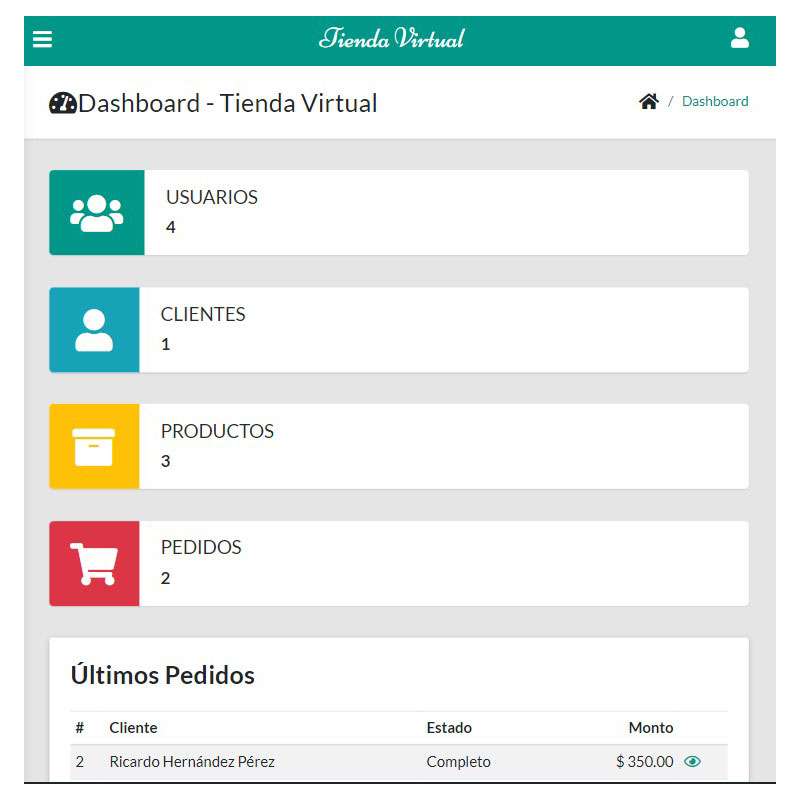 Tienda Virtual
Dashboard - Tienda Virtual
/ Dashboard
USUARIOS
4
CLIENTES
1
PRODUCTOS
3
PEDIDOS
2
Últimos Pedidos
# Cliente Estado Monto
2 Ricardo Hernández Pérez Completo $ 350.00